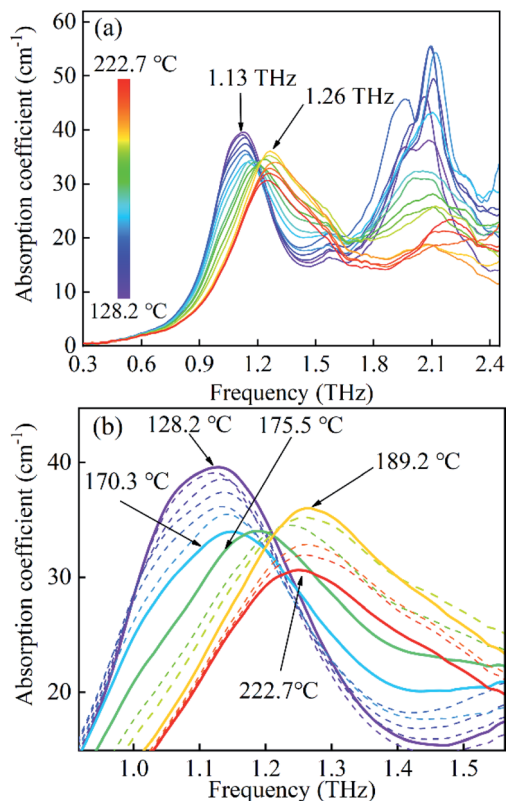 (a)
Absorption coefficient (cm⁻¹)
60
50
40
30
20
10
0
222.7 ℃
128.2 ℃
1.13 THz
1.26 THz
0.3 0.6 0.9 1.2 1.5 1.8 2.1 2.4
Frequency (THz)
(b)
Absorption coefficient (cm⁻¹)
40
30
20
128.2 ℃
175.5 ℃
170.3 ℃
189.2 ℃
222.7℃
1.0 1.1 1.2 1.3 1.4 1.5
Frequency (THz)